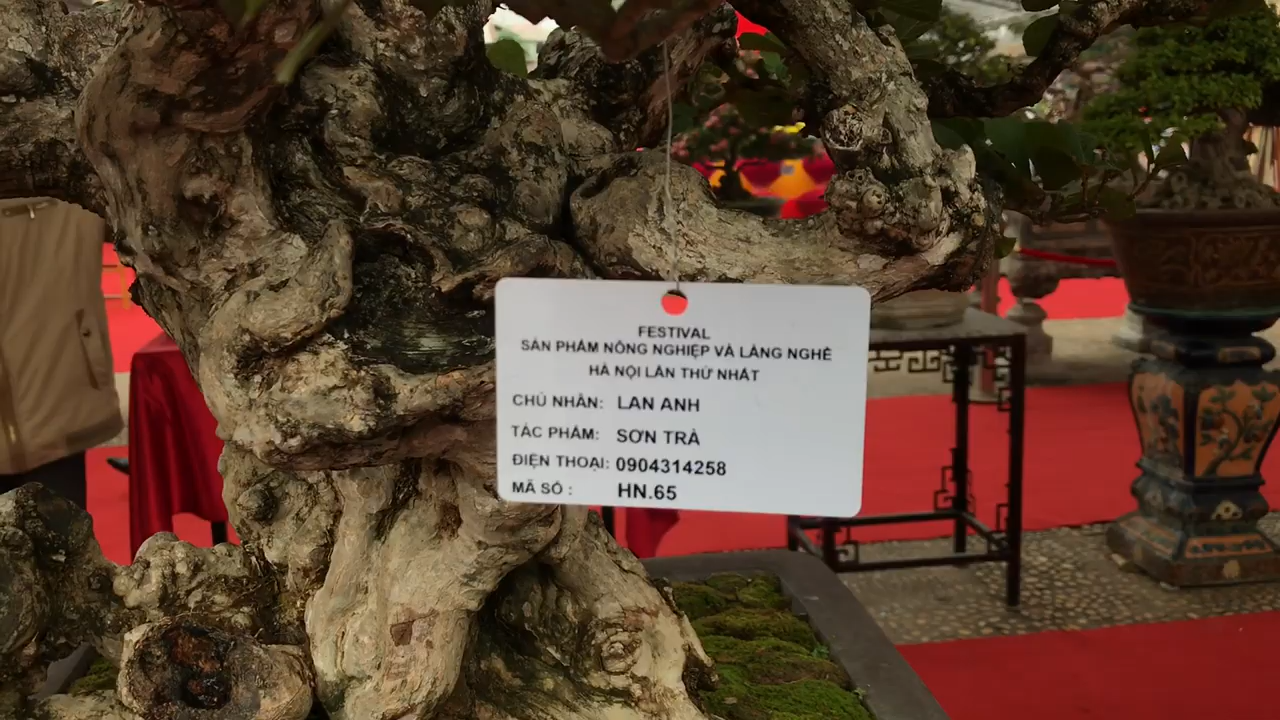 FESTIVAL
SẢN PHẨM NÔNG NGHIỆP VÀ LÀNG NGHỀ
HÀ NỘI LẦN THỨ NHẤT
CHỦ NHÂN: LAN ANH
TÁC PHẨM: SƠN TRÀ
ĐIỆN THOẠI: 0904314258
MÃ SỐ : HN.65